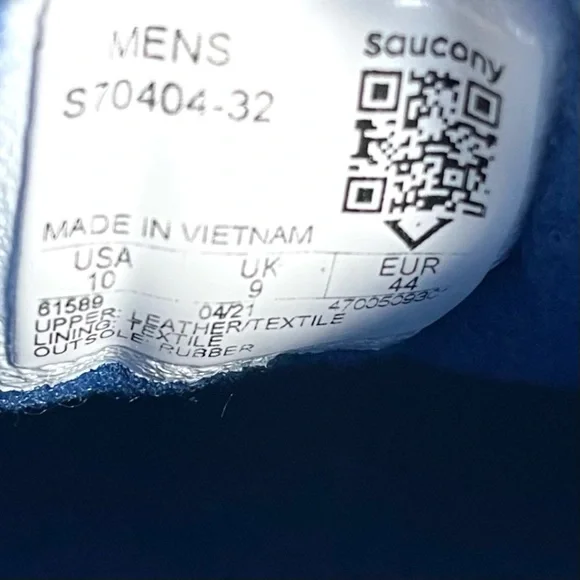 MENS
saucony
S70404-32
MADE IN VIETNAM
USA UK EUR
10 9 44
61589 04/21
UPPER: LEATHER/TEXTILE
LINING: TEXTILE
OUTSOLE: RUBBER